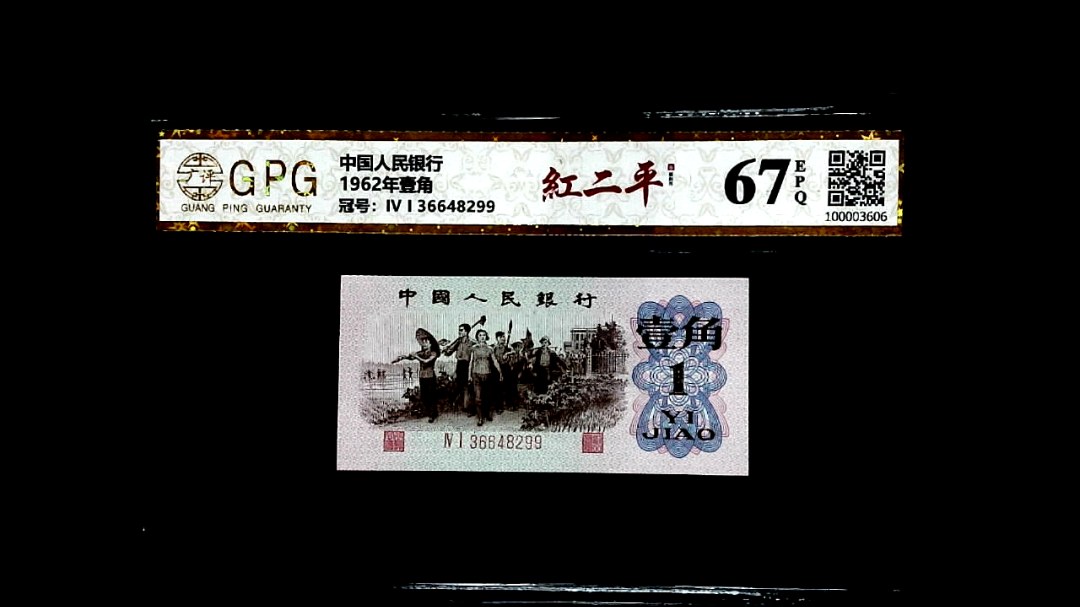 广评
GPG
GUANG PING GUARANTY
中国人民银行
1962年壹角
冠号：IV I 36648299
紅二平
67
EPQ
100003606
中國人民銀行
壹角
1
YI
JIAO
IV I 36648299